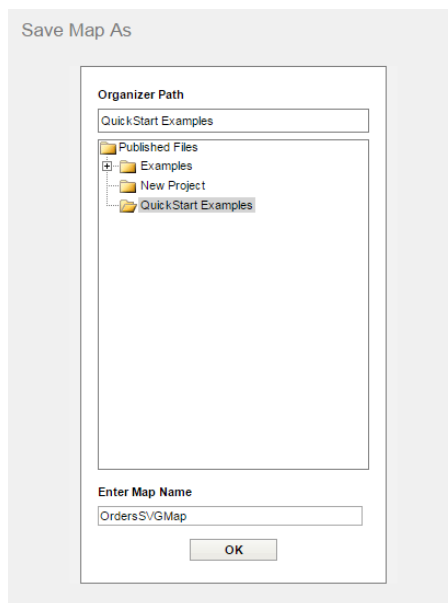 Save Map As
Organizer Path
QuickStart Examples
Published Files
Examples
New Project
QuickStart Examples
Enter Map Name
OrdersSVGMap
OK